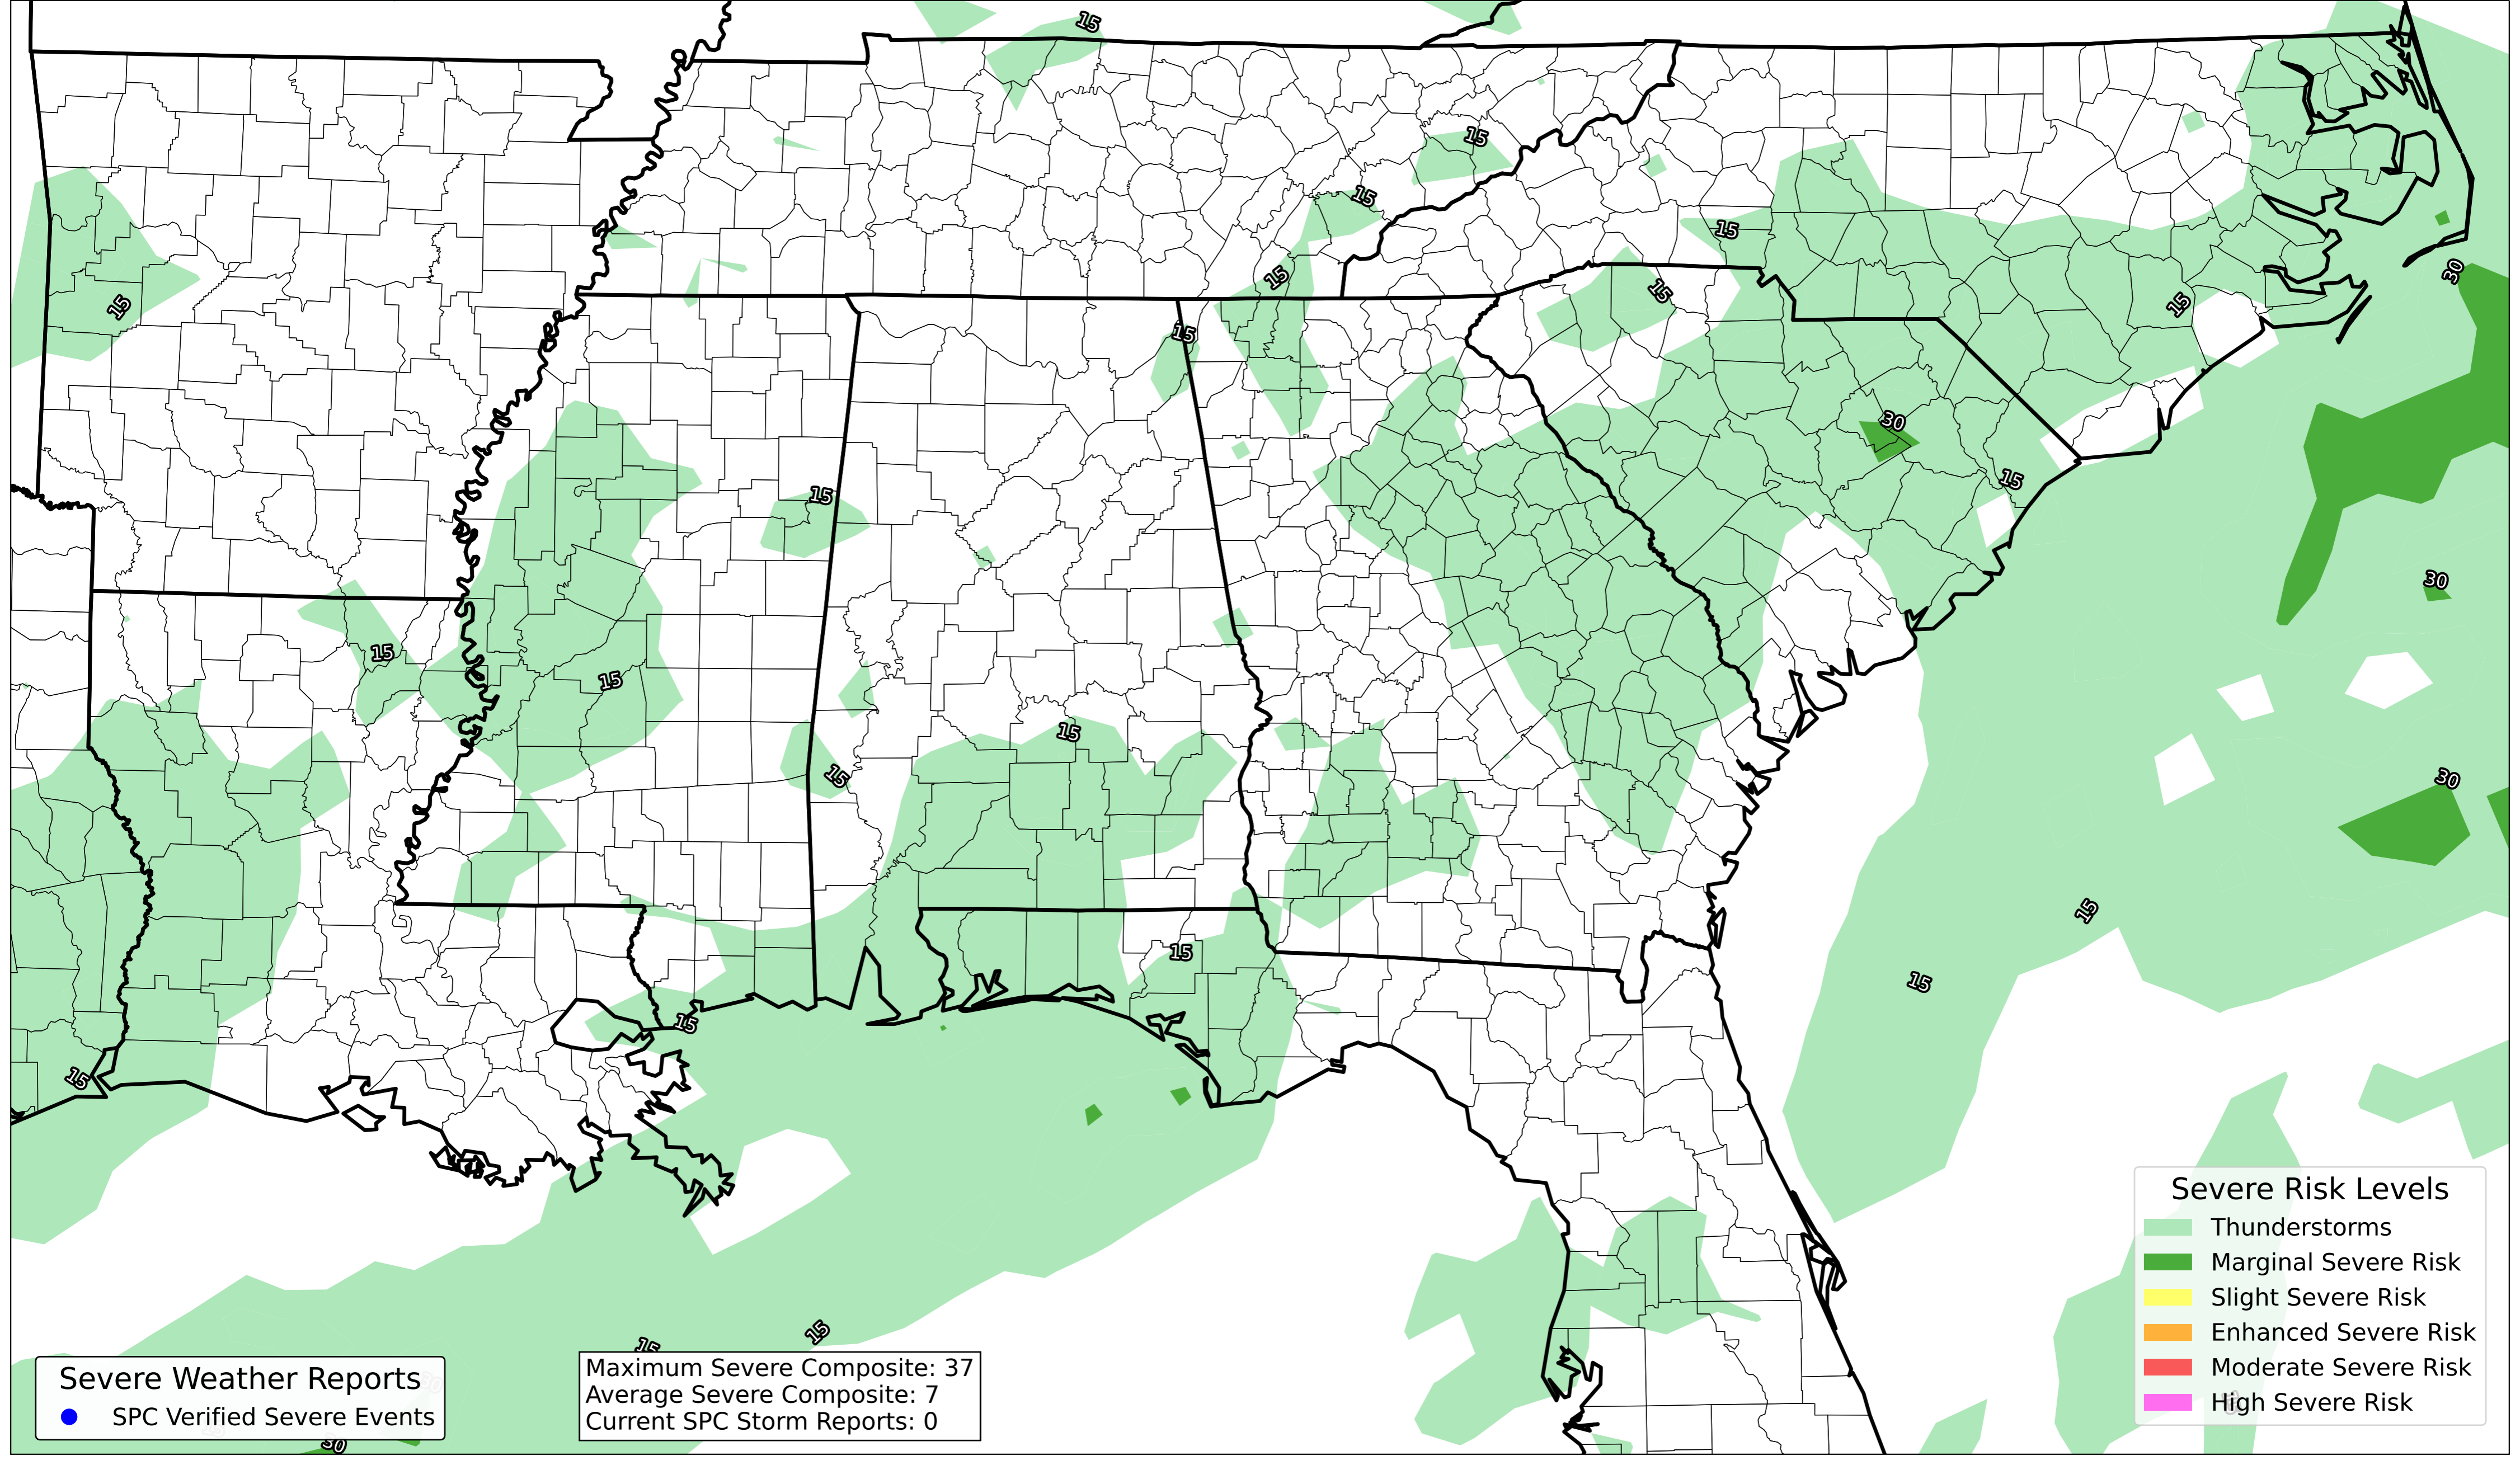 15
15
15
15
30
15
15
15
15
15
30
15
15
30
15
15
15
30
15
15
15
15
15
15
15
15
15
30
Severe Risk Levels
Thunderstorms
Marginal Severe Risk
Slight Severe Risk
Enhanced Severe Risk
Moderate Severe Risk
High Severe Risk
Severe Weather Reports
SPC Verified Severe Events
Maximum Severe Composite: 37
Average Severe Composite: 7
Current SPC Storm Reports: 0